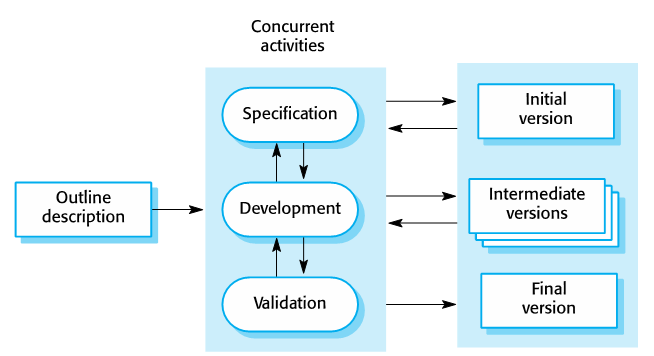 Concurrent
activities
Specification
Initial
version
Outline
description
Development
Intermediate
versions
Validation
Final
version